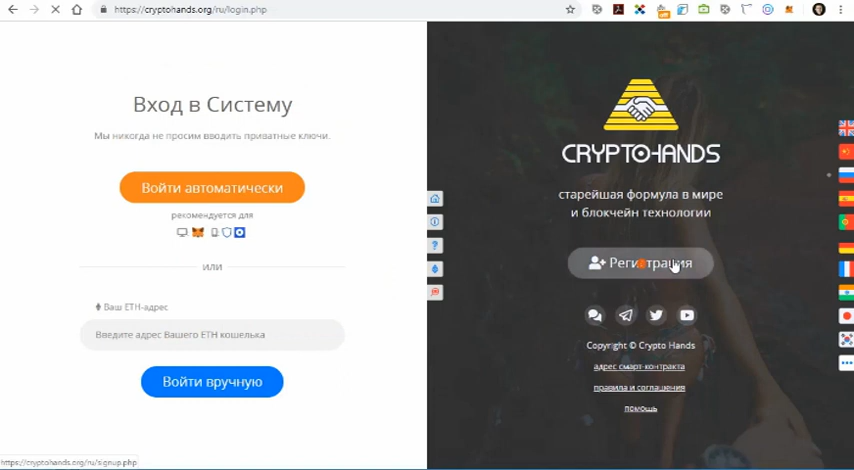 https://cryptohands.org/ru/login.php
off
Вход в Систему
Мы никогда не просим вводить приватные ключи.
Войти автоматически
рекомендуется для
или
Ваш ETH-адрес
Введите адрес Вашего ETH кошелька
Войти вручную
CRYPTOHANDS
старейшая формула в мире
и блокчейн технологии
Регистрация
Copyright © Crypto Hands
адрес смарт-контракта
правила и соглашения
помощь
https://cryptohands.org/ru/signup.php